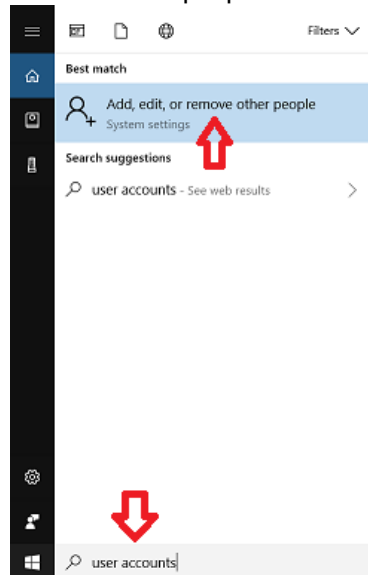 Filters
Best match
Add, edit, or remove other people
System settings
Search suggestions
user accounts - See web results
user accounts